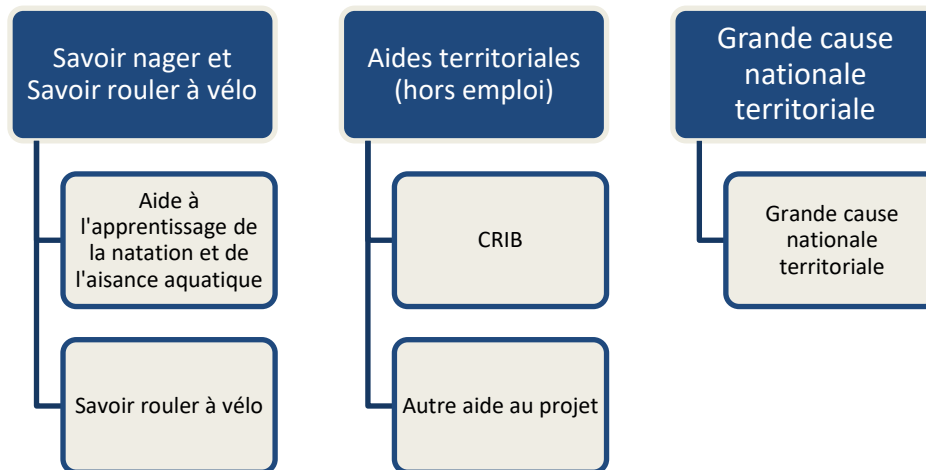 Savoir nager et
Savoir rouler à vélo
Aide à
l'apprentissage de
la natation et de
l'aisance aquatique
Savoir rouler à vélo
Aides territoriales
(hors emploi)
CRIB
Autre aide au projet
Grande cause
nationale
territoriale
Grande cause
nationale
territoriale